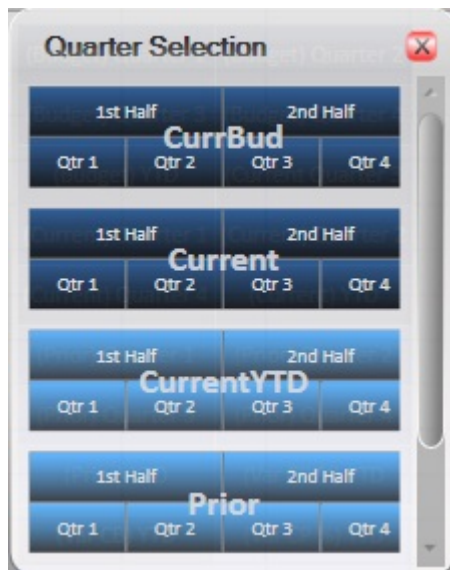 Quarter Selection
1st Half 2nd Half
CurrBud
Qtr 1 Qtr 2 Qtr 3 Qtr 4
1st Half 2nd Half
Current
Qtr 1 Qtr 2 Qtr 3 Qtr 4
1st Half 2nd Half
CurrentYTD
Qtr 1 Qtr 2 Qtr 3 Qtr 4
1st Half 2nd Half
Prior
Qtr 1 Qtr 2 Qtr 3 Qtr 4